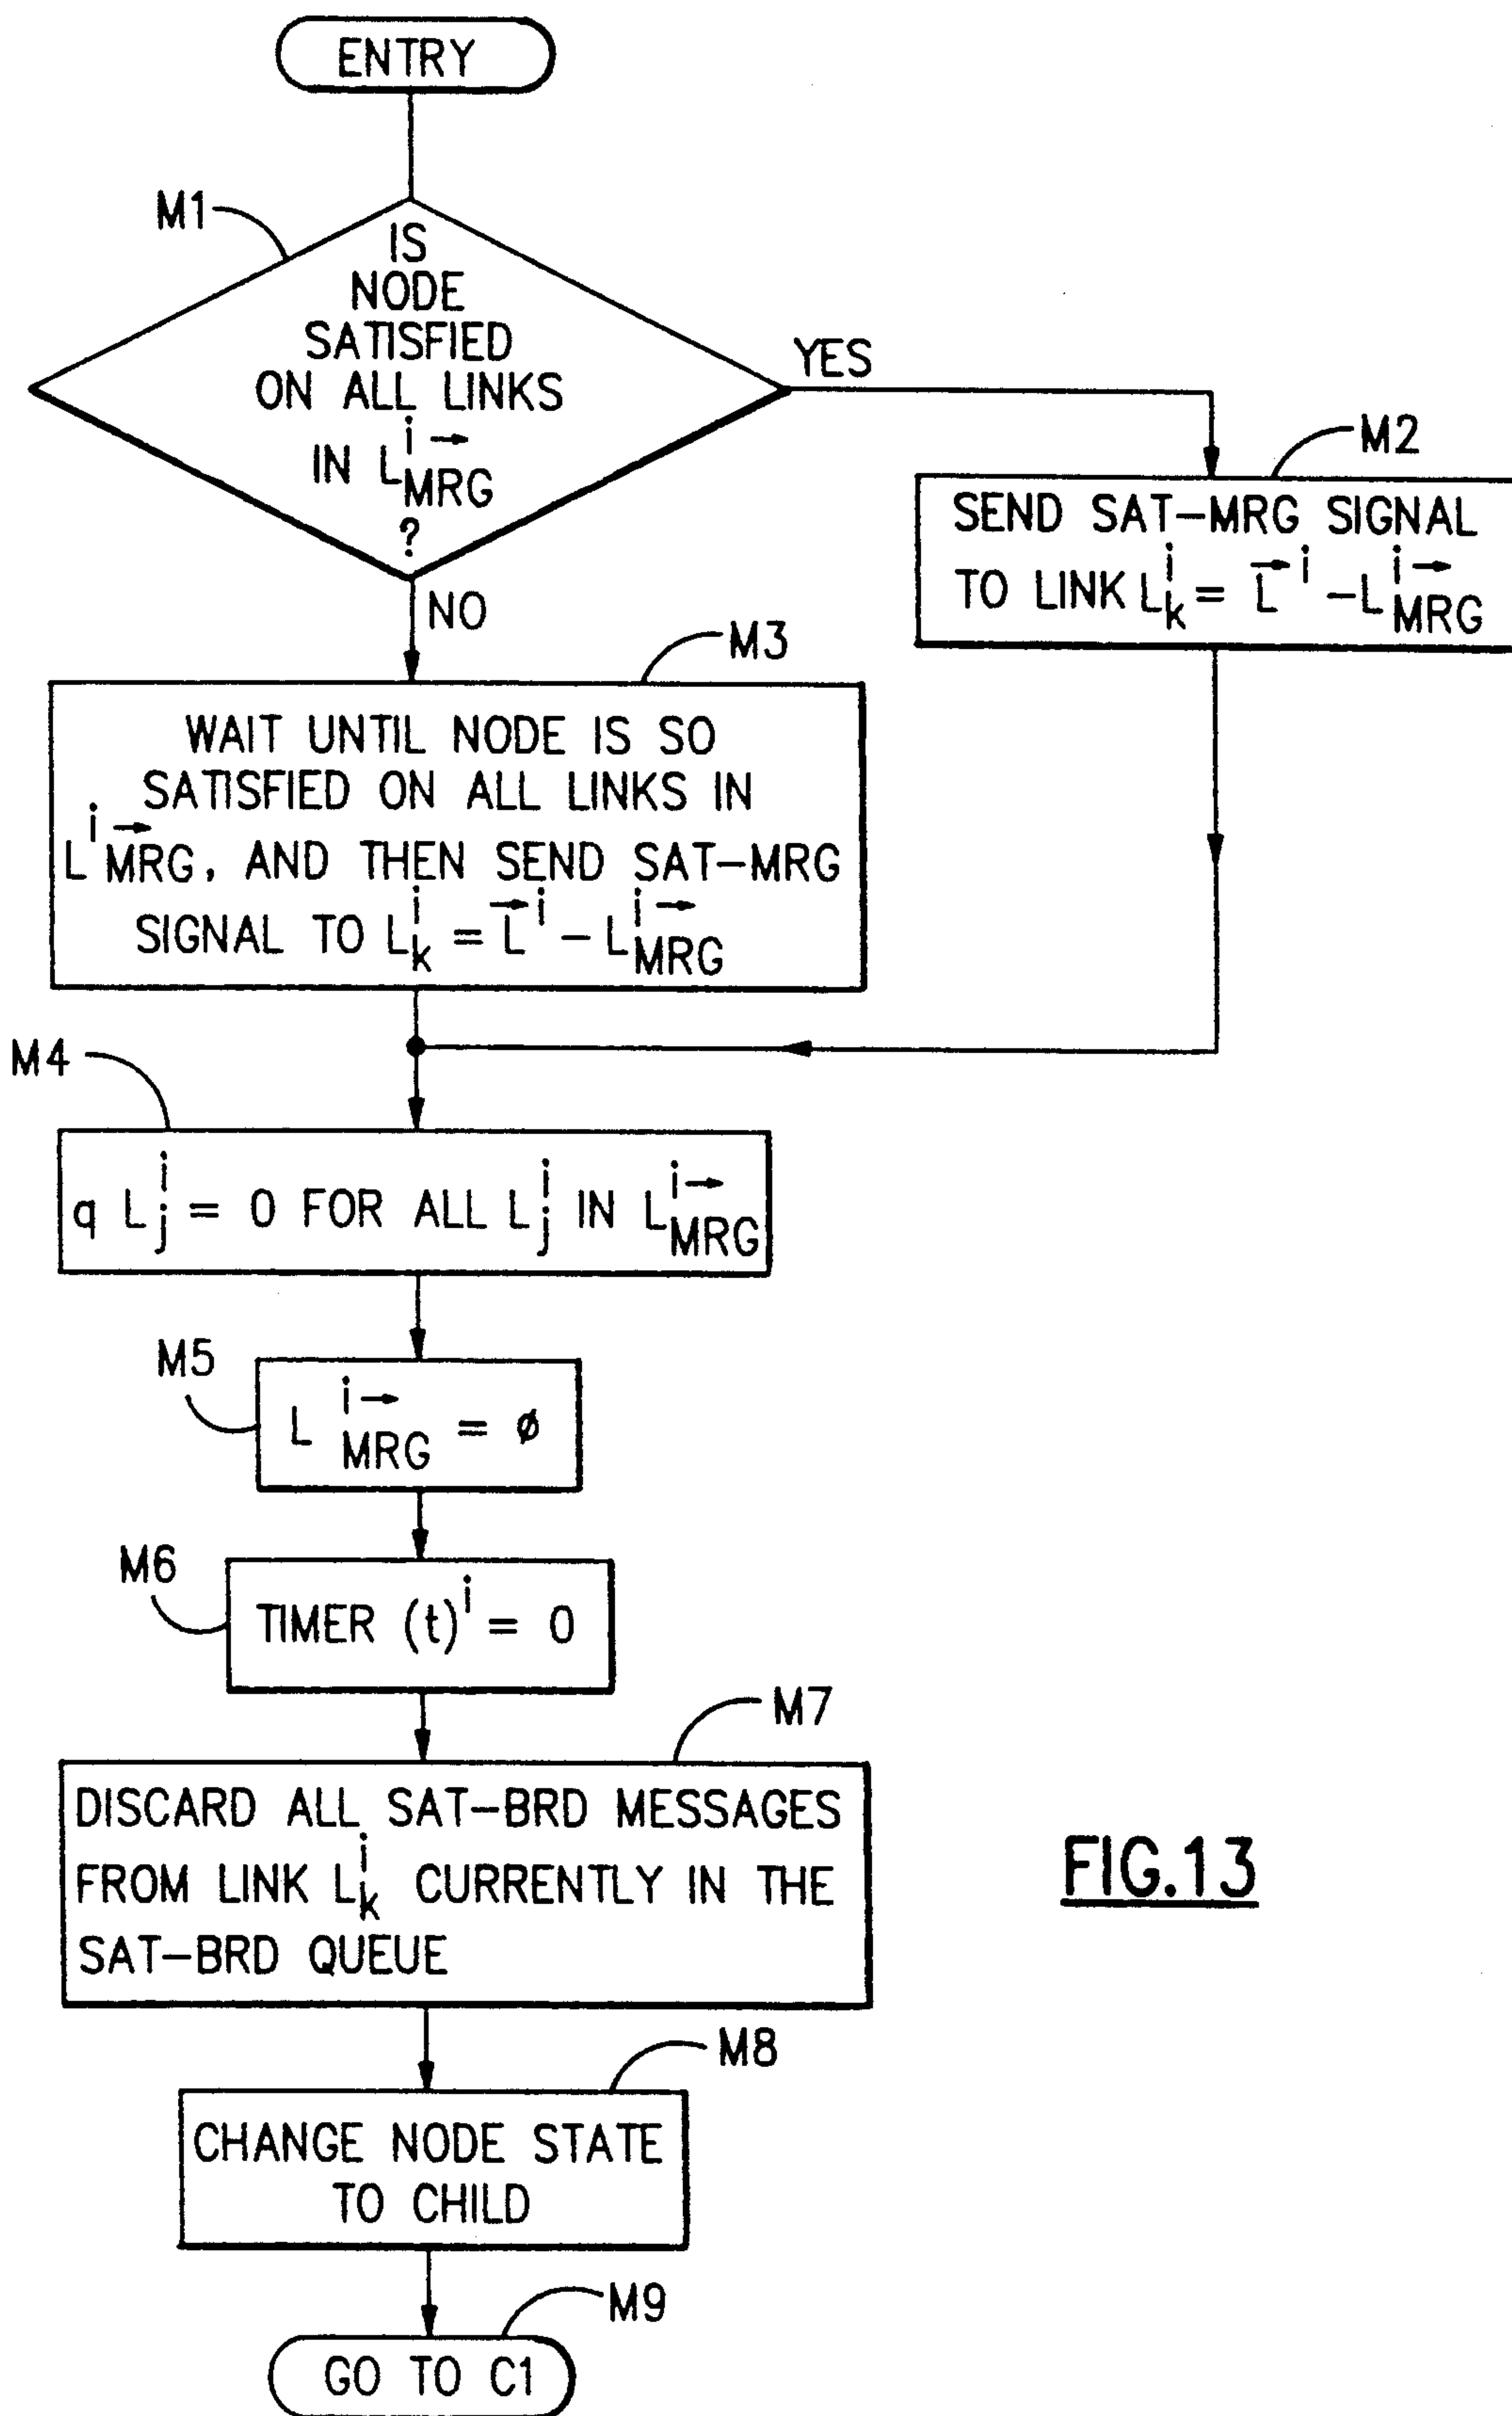 ENTRY
M1
IS
NODE
SATISFIED
ON ALL LINKS
IN L^i→_MRG
?
YES
NO
M2
SEND SAT-MRG SIGNAL
TO LINK L^i_k = L→^i - L^i→_MRG
M3
WAIT UNTIL NODE IS SO
SATISFIED ON ALL LINKS IN
L^i→_MRG, AND THEN SEND SAT-MRG
SIGNAL TO L^i_k = L→^i - L^i→_MRG
M4
q L^i_j = 0 FOR ALL L^i_j IN L^i→_MRG
M5
L^i→_MRG = ø
M6
TIMER (t)^i = 0
M7
DISCARD ALL SAT-BRD MESSAGES
FROM LINK L^i_k CURRENTLY IN THE
SAT-BRD QUEUE
FIG.13
M8
CHANGE NODE STATE
TO CHILD
M9
GO TO C1